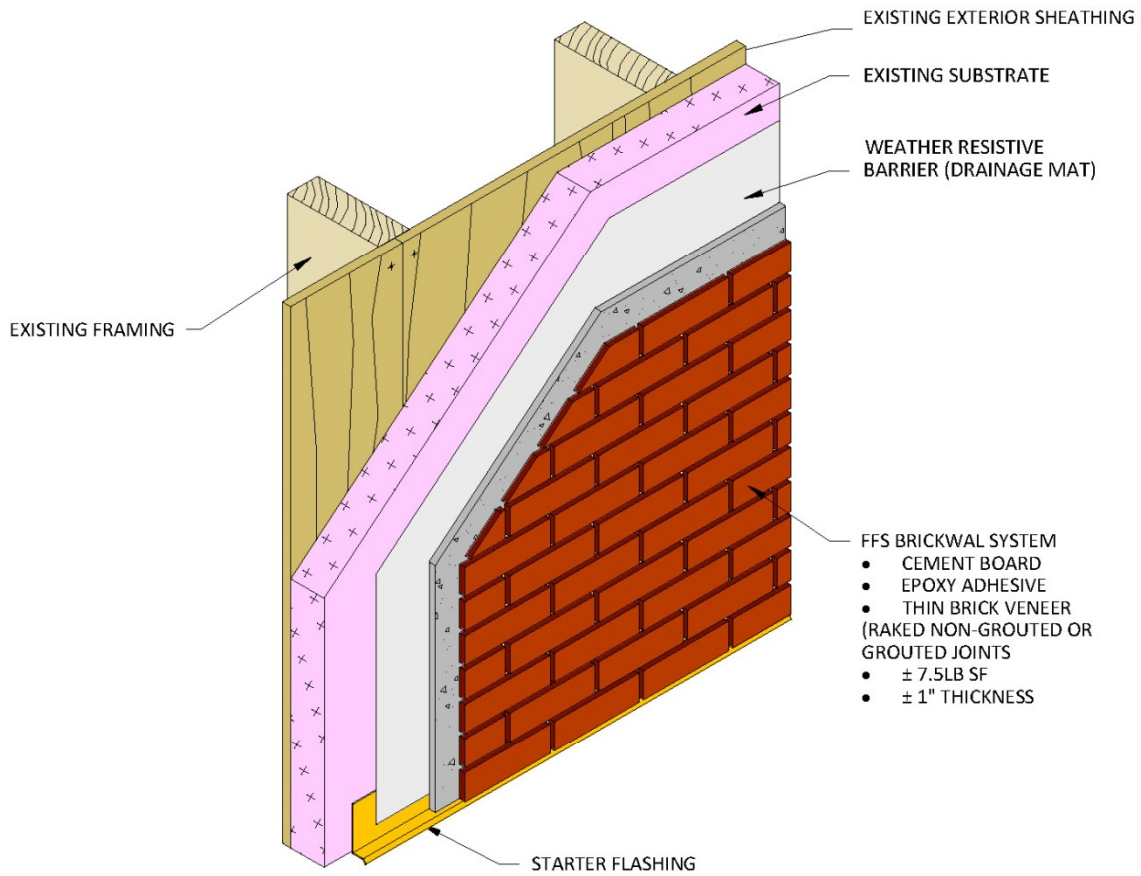 EXISTING EXTERIOR SHEATHING
EXISTING SUBSTRATE
WEATHER RESISTIVE
BARRIER (DRAINAGE MAT)
EXISTING FRAMING
FFS BRICKWAL SYSTEM
• CEMENT BOARD
• EPOXY ADHESIVE
• THIN BRICK VENEER
(RAKED NON-GROUTED OR
GROUTED JOINTS
• ± 7.5LB SF
• ± 1" THICKNESS
STARTER FLASHING